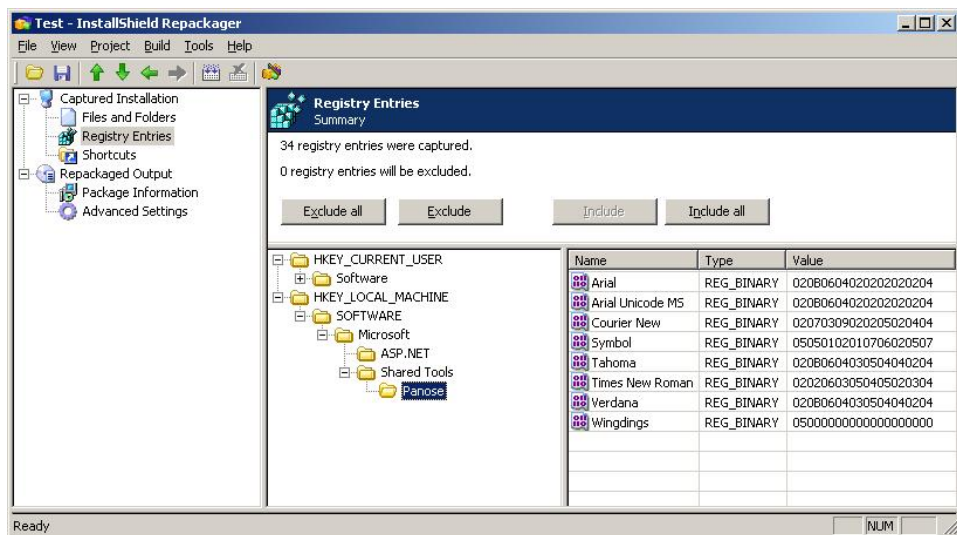 Test - InstallShield Repackager
File View Project Build Tools Help
Captured Installation
Files and Folders
Registry Entries
Shortcuts
Repackaged Output
Package Information
Advanced Settings
Registry Entries
Summary
34 registry entries were captured.
0 registry entries will be excluded.
Exclude all Exclude Include Include all
HKEY_CURRENT_USER
Software
HKEY_LOCAL_MACHINE
SOFTWARE
Microsoft
ASP.NET
Shared Tools
Panose
Name Type Value
Arial REG_BINARY 020B0604020202020204
Arial Unicode MS REG_BINARY 020B0604020202020204
Courier New REG_BINARY 02070309020205020404
Symbol REG_BINARY 05050102010706020507
Tahoma REG_BINARY 020B0604030504040204
Times New Roman REG_BINARY 02020603050405020304
Verdana REG_BINARY 020B0604030504040204
Wingdings REG_BINARY 05000000000000000000
Ready NUM